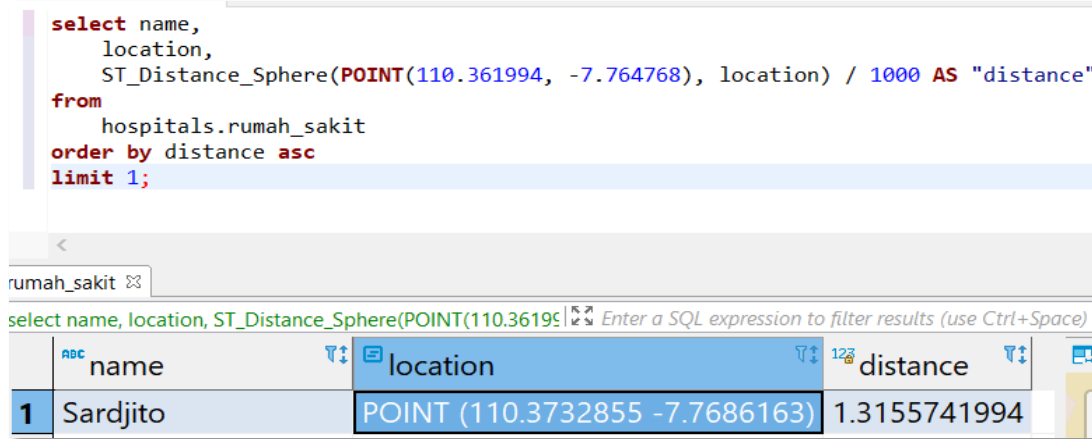 select name,
location,
ST_Distance_Sphere(POINT(110.361994, -7.764768), location) / 1000 AS "distance"
from
hospitals.rumah_sakit
order by distance asc
limit 1;
rumah_sakit
select name, location, ST_Distance_Sphere(POINT(110.36199 Enter a SQL expression to filter results (use Ctrl+Space)
ABC name location 123 distance
1 Sardjito POINT (110.3732855 -7.7686163) 1.3155741994